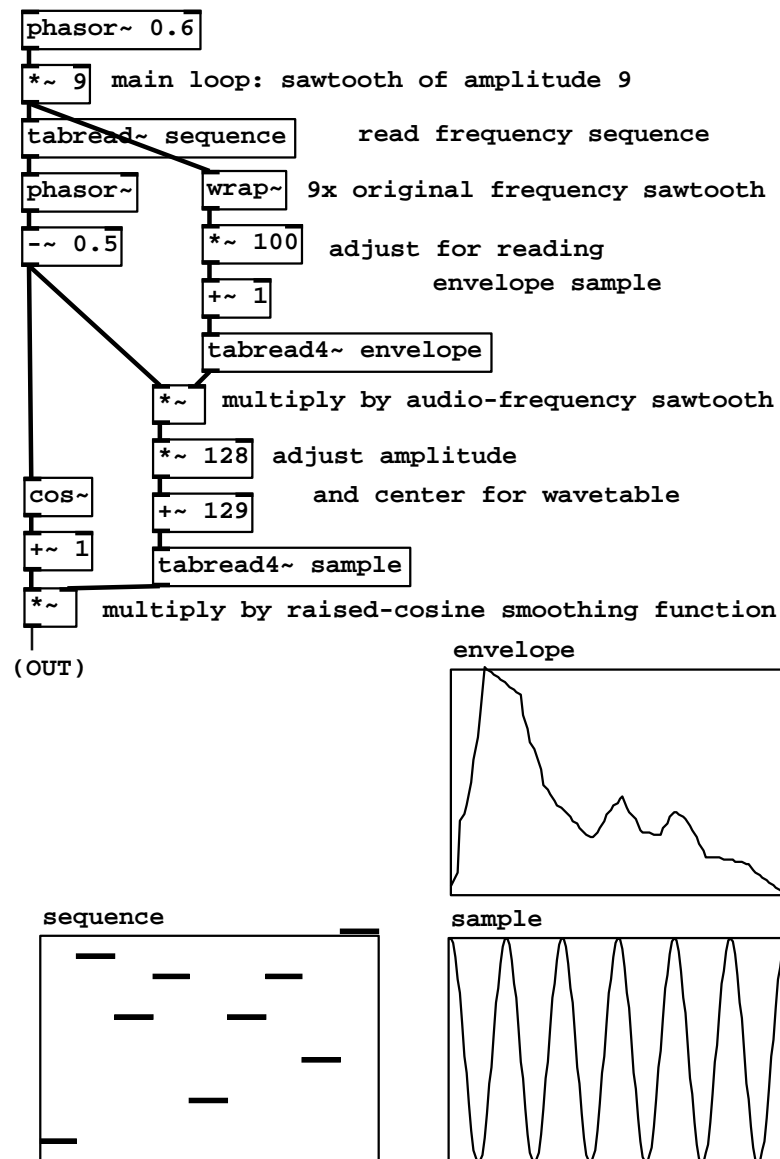 phasor~ 0.6
*~ 9 main loop: sawtooth of amplitude 9
tabread~ sequence read frequency sequence
phasor~ wrap~ 9x original frequency sawtooth
-~ 0.5 *~ 100 adjust for reading
+~ 1 envelope sample
tabread4~ envelope
*~ multiply by audio-frequency sawtooth
*~ 128 adjust amplitude
cos~ +~ 129 and center for wavetable
+~ 1 tabread4~ sample
*~ multiply by raised-cosine smoothing function
(OUT)
envelope
sequence sample